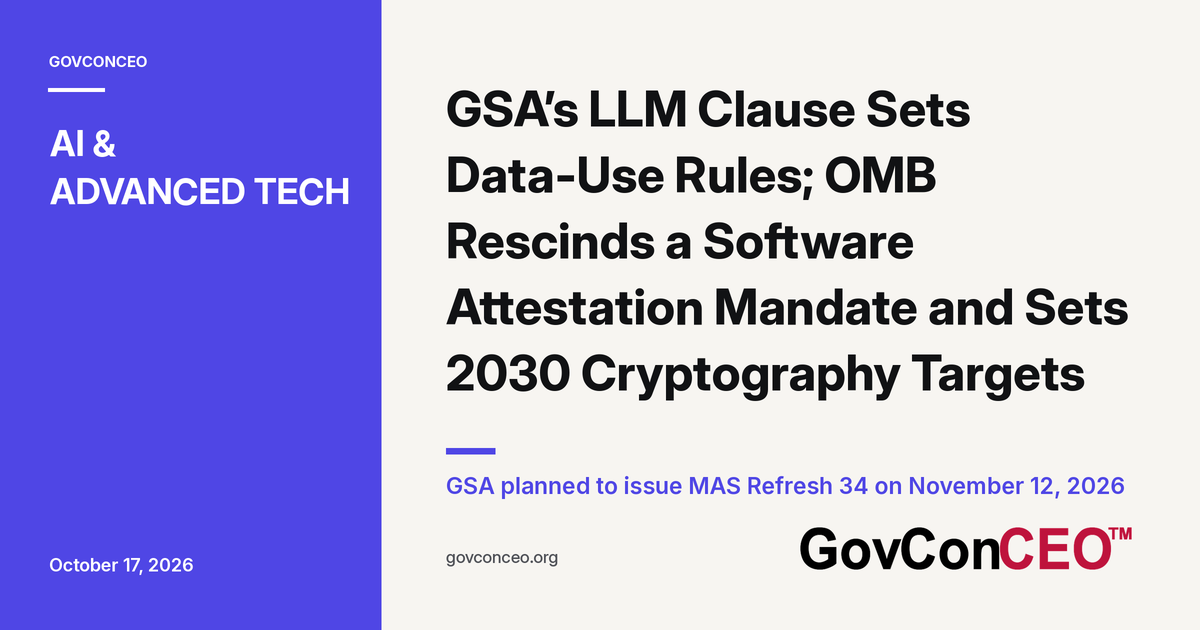 GOVCONCEO
AI &
ADVANCED TECH
October 17, 2026
GSA’s LLM Clause Sets
Data-Use Rules; OMB
Rescinds a Software
Attestation Mandate and Sets
2030 Cryptography Targets
GSA planned to issue MAS Refresh 34 on November 12, 2026
govconceo.org
GovConCEO™